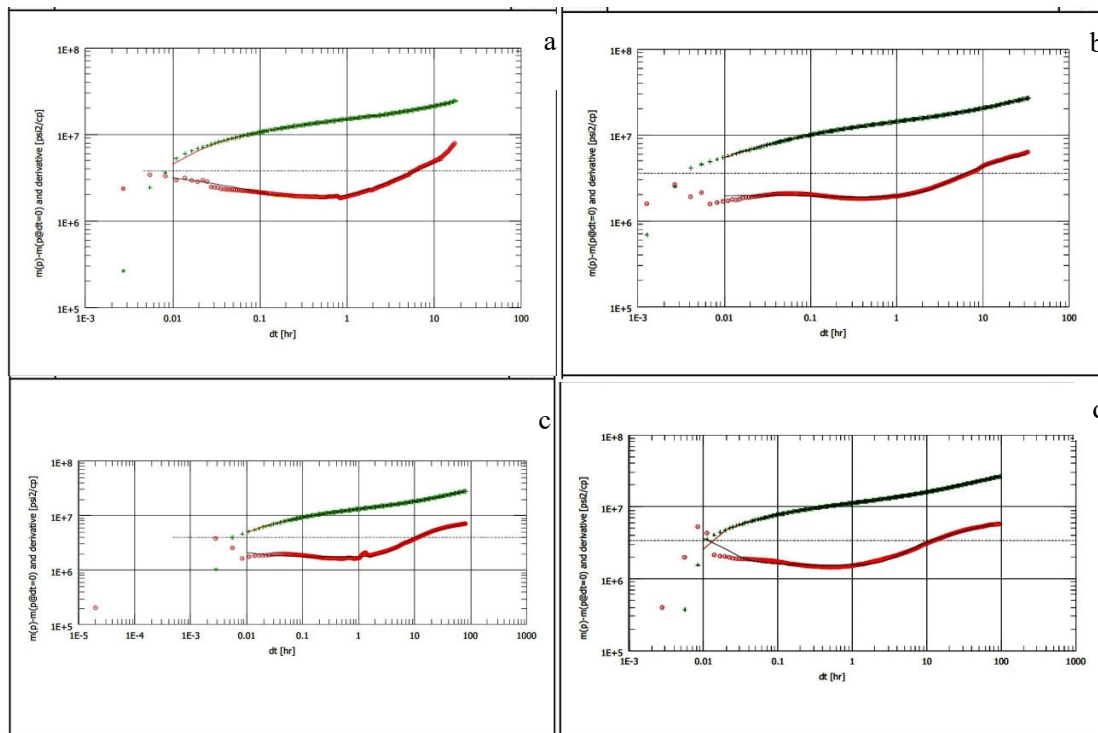 a
1E+8
1E+7
1E+6
1E+5
m(p)-m(p@dt=0) and derivative [psi2/cp]
1E-3 0.01 0.1 1 10 100
dt [hr]
b
1E+8
1E+7
1E+6
1E+5
m(p)-m(p@dt=0) and derivative [psi2/cp]
1E-3 0.01 0.1 1 10 100
dt [hr]
c
1E+8
1E+7
1E+6
1E+5
m(p)-m(p@dt=0) and derivative [psi2/cp]
1E-5 1E-4 1E-3 0.01 0.1 1 10 100 1000
dt [hr]
1E+8
1E+7
1E+6
1E+5
m(p)-m(p@dt=0) and derivative [psi2/cp]
1E-3 0.01 0.1 1 10 100 1000
dt [hr]